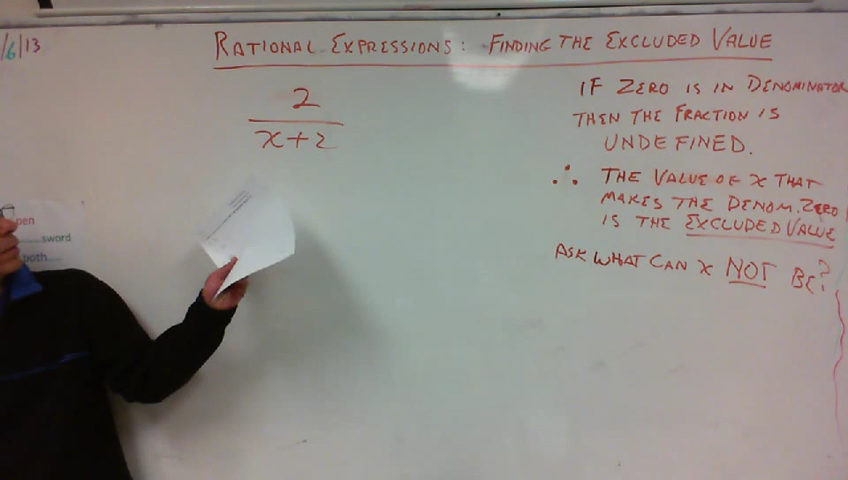 /6/13
RATIONAL EXPRESSIONS: FINDING THE EXCLUDED VALUE
2
x+2
IF ZERO IS IN DENOMINATOR
THEN THE FRACTION IS
UNDEFINED.
∴ THE VALUE OF x THAT
MAKES THE DENOM. ZERO
IS THE EXCLUDED VALUE
ASK WHAT CAN x NOT BE?
pen
sword
both....